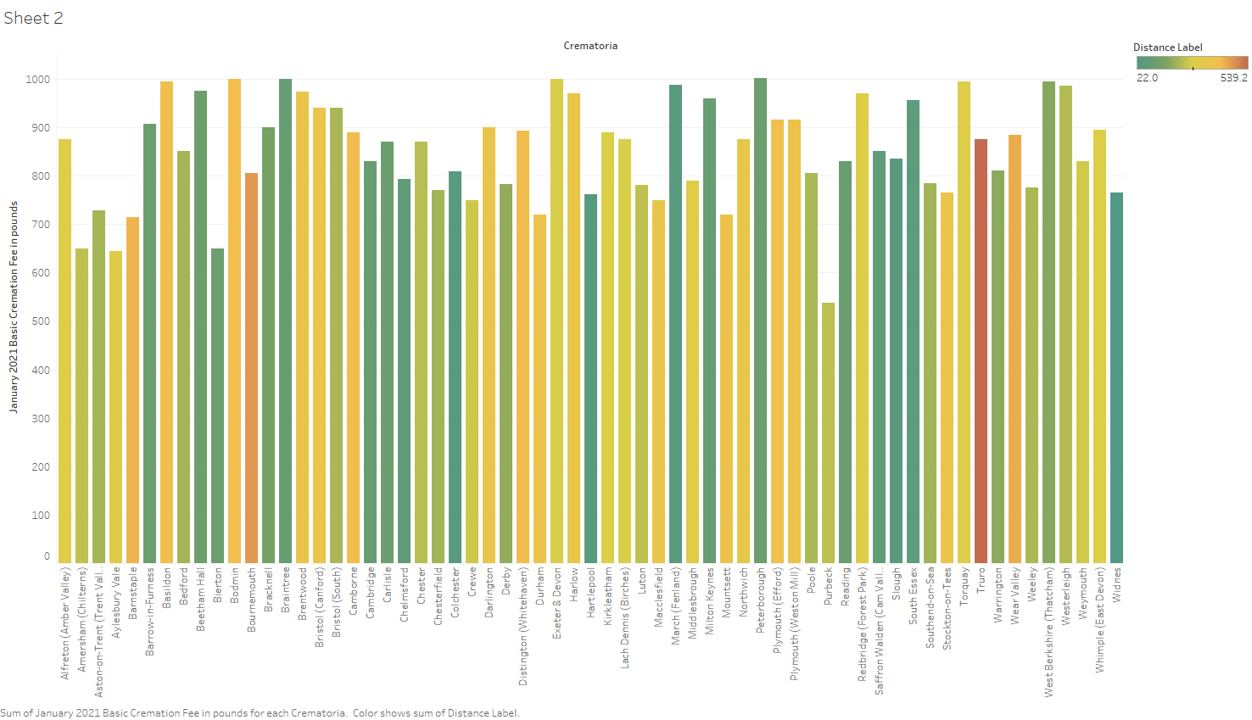 Sheet 2
Crematoria
Distance Label
22.0 539.2
January 2021 Basic Cremation Fee in pounds
1000
900
800
700
600
500
400
300
200
100
0
Alfreton (Amber Valley)
Amersham (Chilterns)
Aston-on-Trent (Trent Vall..
Aylesbury Vale
Barnstaple
Barrow-in-Furness
Basildon
Bedford
Beetham Hall
Bierton
Bodmin
Bournemouth
Bracknell
Braintree
Brentwood
Bristol (Canford)
Bristol (South)
Camborne
Cambridge
Carlisle
Chelmsford
Chester
Chesterfield
Colchester
Crewe
Darlington
Derby
Distington (Whitehaven)
Durham
Exeter & Devon
Harlow
Hartlepool
Kirkleatham
Lach Dennis (Birches)
Luton
Macclesfield
March (Fenland)
Middlesbrough
Milton Keynes
Mountsett
Northwich
Peterborough
Plymouth (Efford)
Plymouth (Weston Mill)
Poole
Purbeck
Reading
Redbridge (Forest Park)
Saffron Walden (Cam Vall..
Slough
South Essex
Southend-on-Sea
Stockton-on-Tees
Torquay
Truro
Warrington
Wear Valley
Weeley
West Berkshire (Thatcham)
Westerleigh
Weymouth
Whimple (East Devon)
Widnes
Sum of January 2021 Basic Cremation Fee in pounds for each Crematoria. Color shows sum of Distance Label.